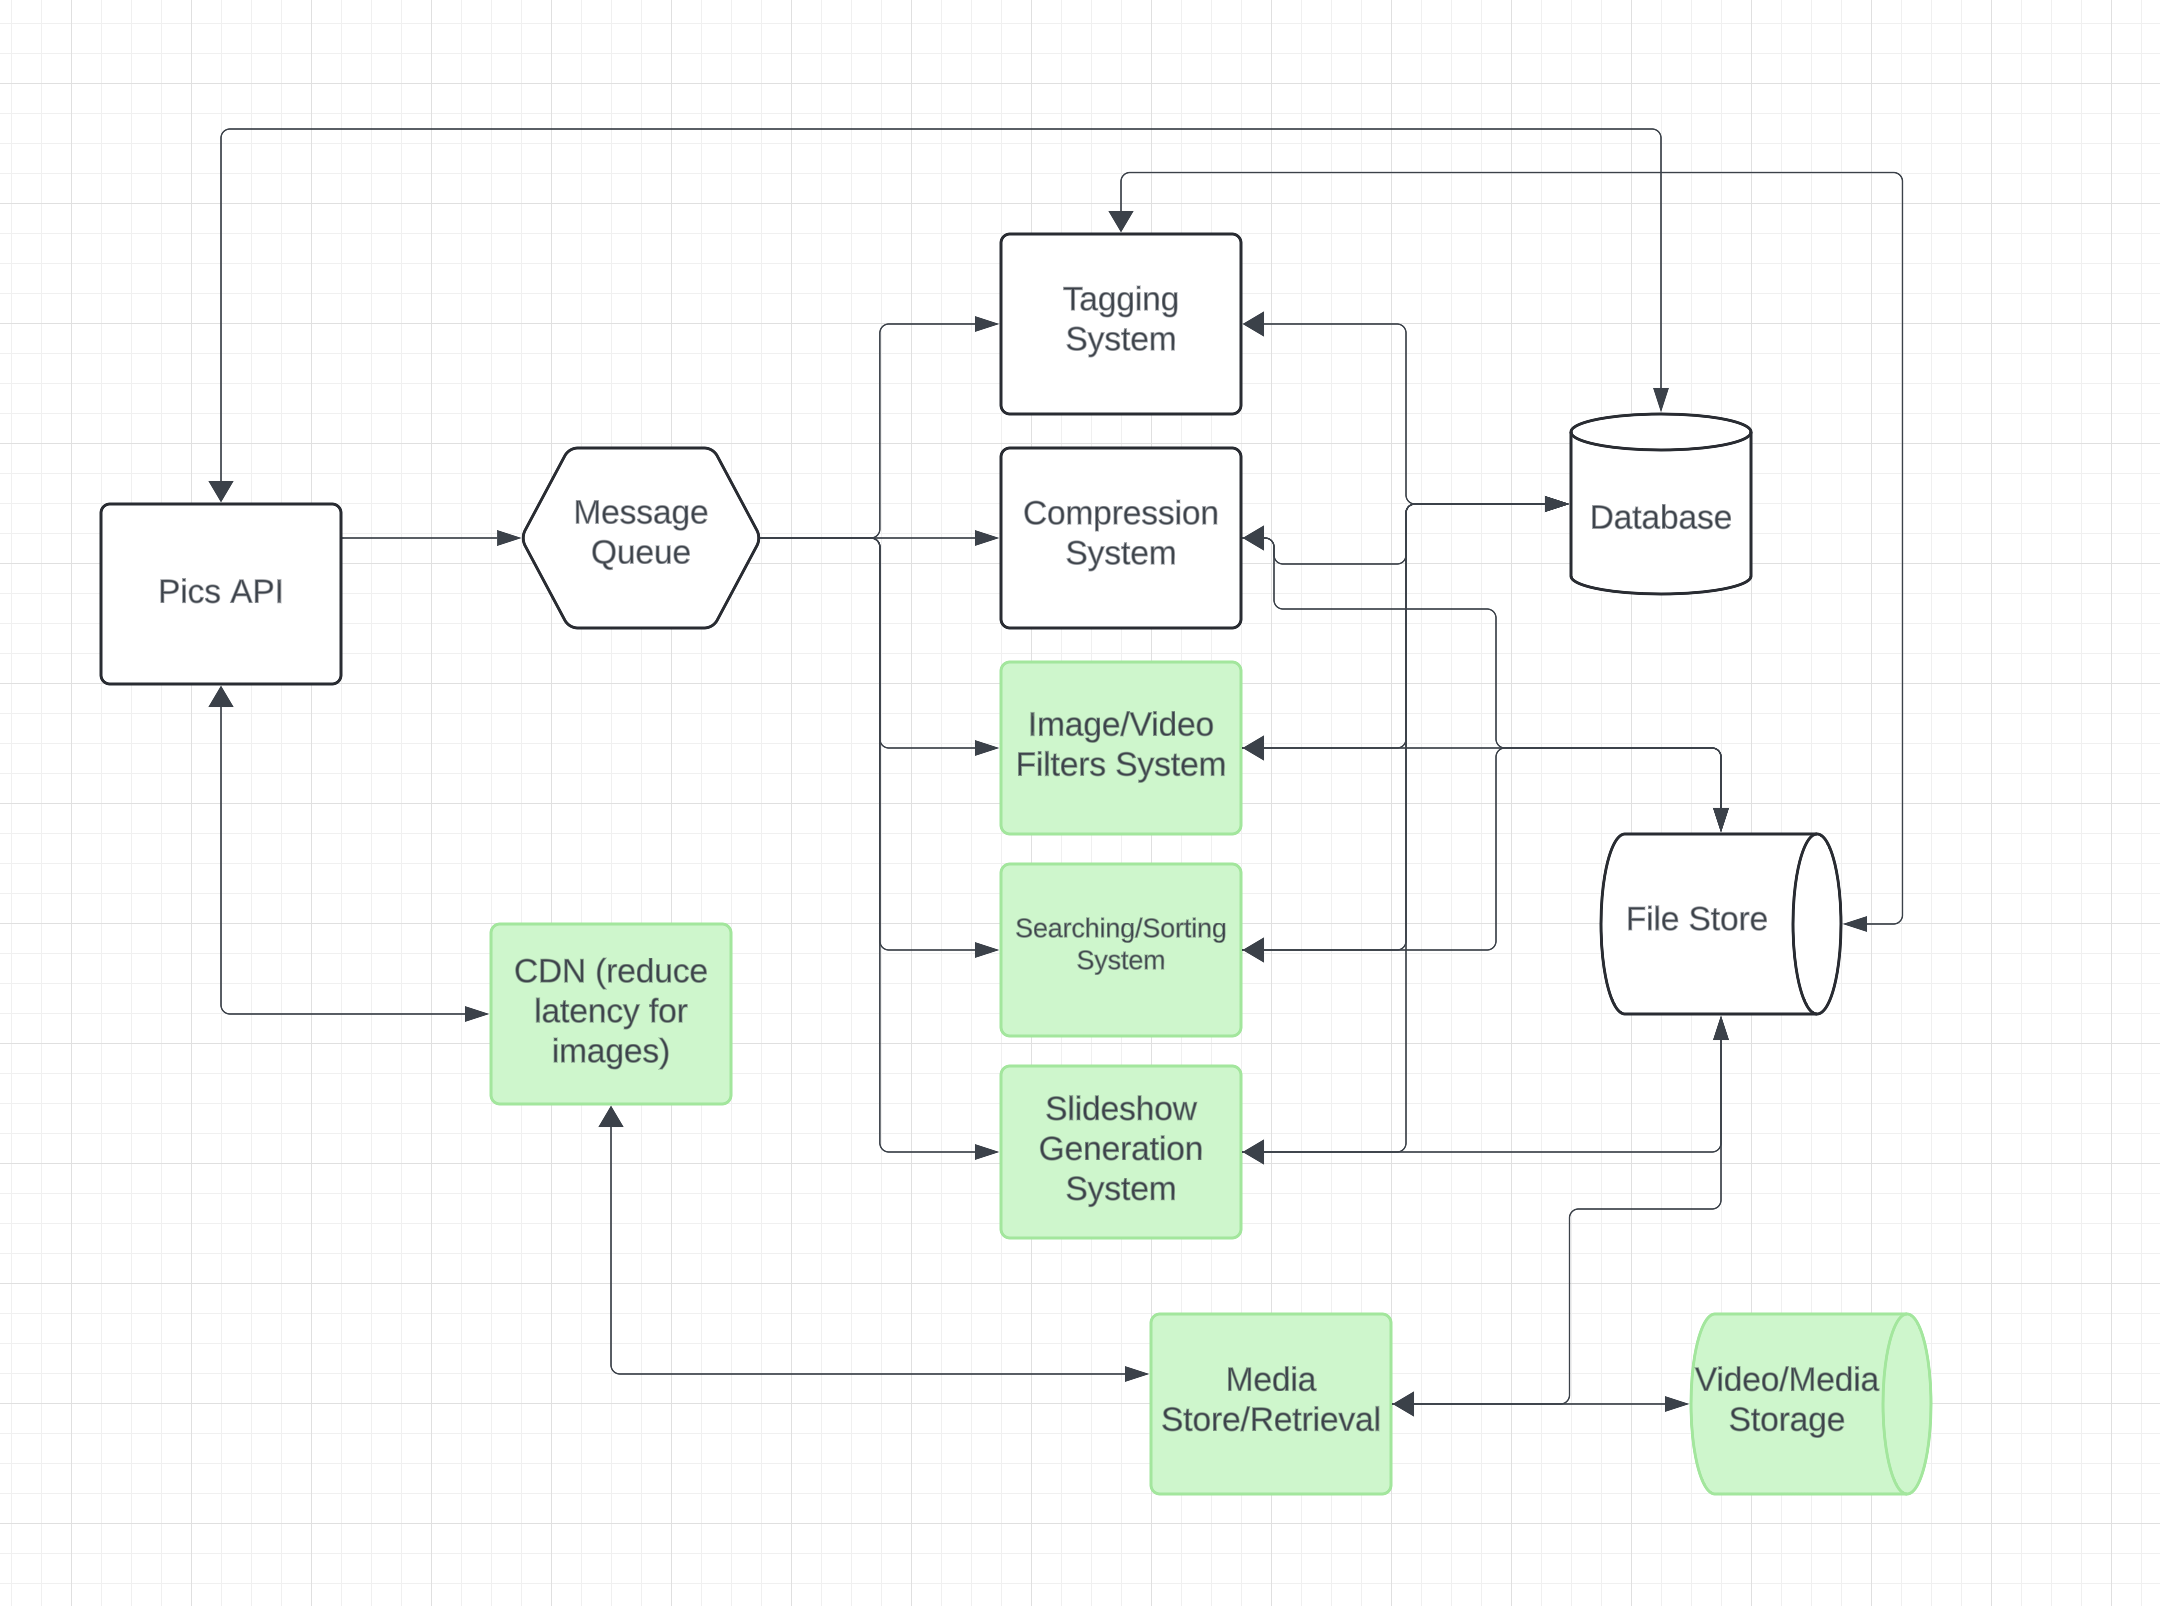 Tagging
System
Message
Queue
Compression
System
Database
Pics API
Image/Video
Filters System
File Store
Searching/Sorting
System
CDN (reduce
latency for
images)
Slideshow
Generation
System
Media
Store/Retrieval
Video/Media
Storage